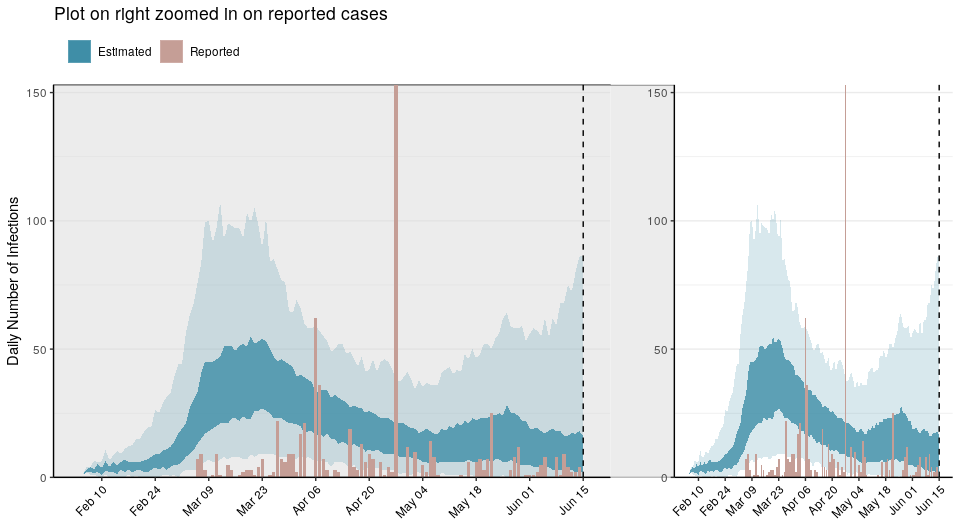 Plot on right zoomed in on reported cases
Estimated Reported
Daily Number of Infections
150 150
100 100
50 50
0 0
Feb 10 Feb 24 Mar 09 Mar 23 Apr 06 Apr 20 May 04 May 18 Jun 01 Jun 15 Feb 10 Feb 24 Mar 09 Mar 23 Apr 06 Apr 20 May 04 May 18 Jun 01 Jun 15